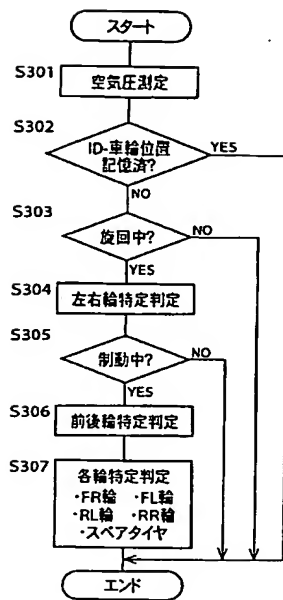 スタート
S301
空気圧測定
S302
ID-車輪位置
記憶済?
YES
NO
S303
旋回中?
NO
YES
S304
左右輪特定判定
S305
制動中?
NO
YES
S306
前後輪特定判定
S307
各輪特定判定
・FR輪 ・FL輪
・RL輪 ・RR輪
・スペアタイヤ
エンド